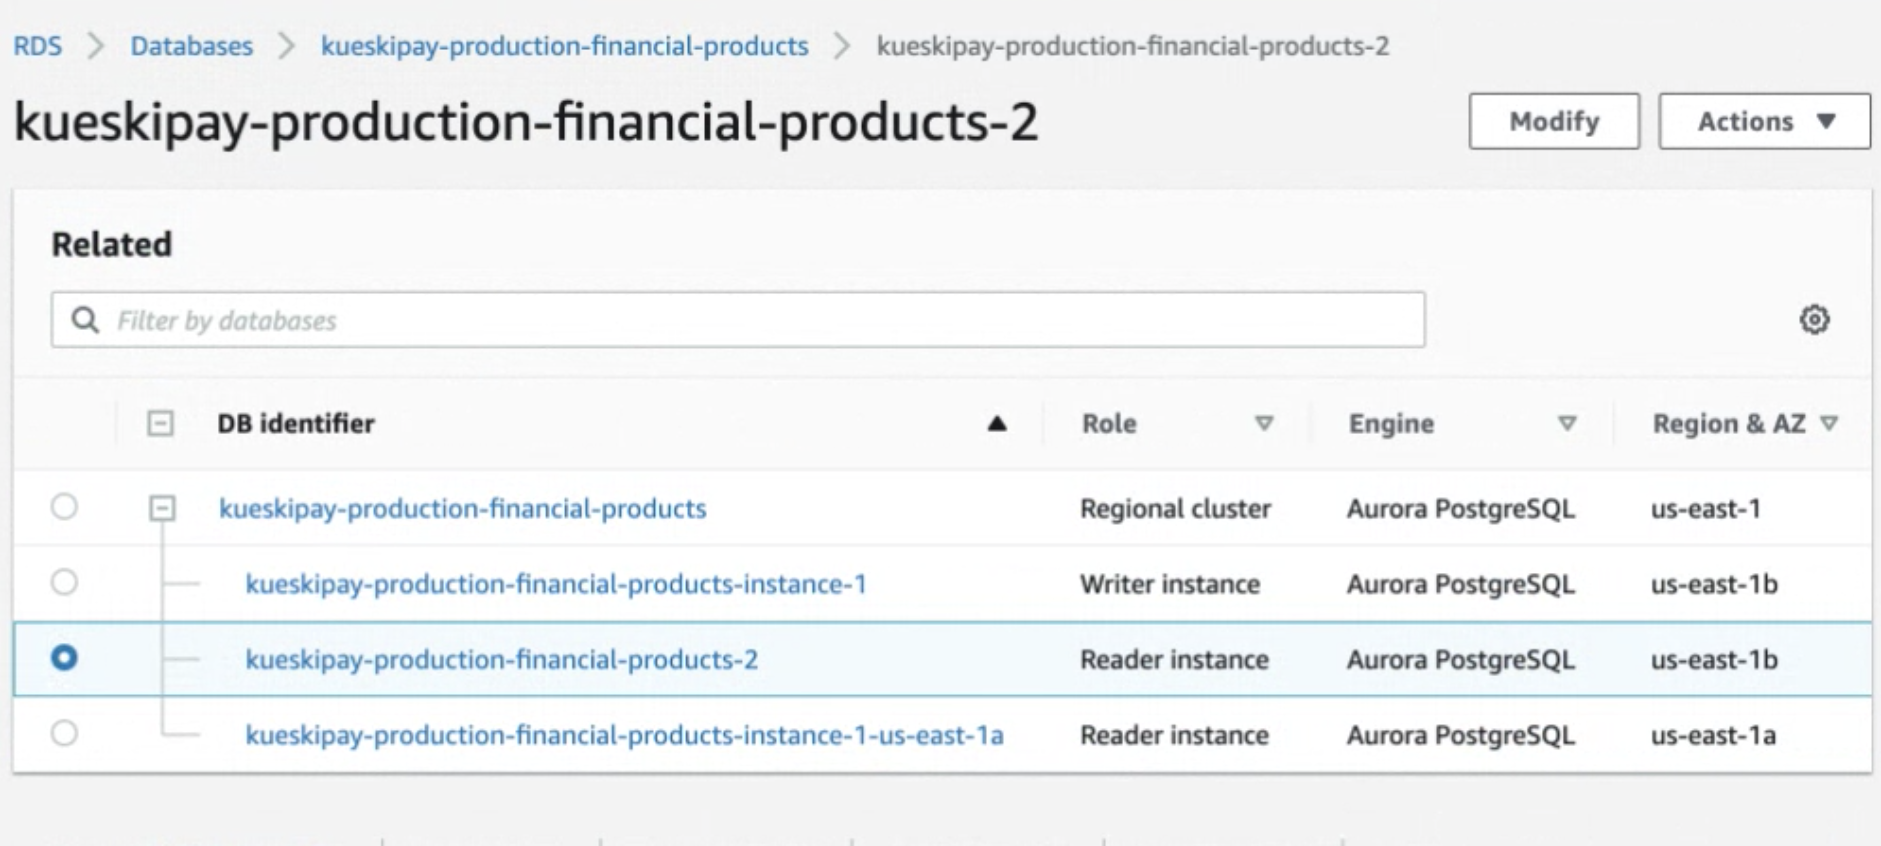 RDS > Databases > kueskipay-production-financial-products > kueskipay-production-financial-products-2
kueskipay-production-financial-products-2
Modify
Actions
Related
Filter by databases
DB identifier Role Engine Region & AZ
kueskipay-production-financial-products Regional cluster Aurora PostgreSQL us-east-1
kueskipay-production-financial-products-instance-1 Writer instance Aurora PostgreSQL us-east-1b
kueskipay-production-financial-products-2 Reader instance Aurora PostgreSQL us-east-1b
kueskipay-production-financial-products-instance-1-us-east-1a Reader instance Aurora PostgreSQL us-east-1a